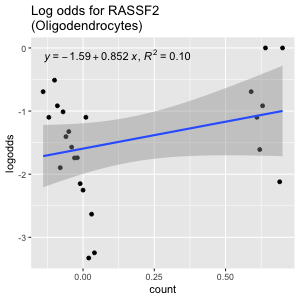 Log odds for RASSF2
(Oligodendrocytes)
y = −1.59 + 0.852 x, R² = 0.10
0
-1
-2
-3
logodds
0.00 0.25 0.50
count